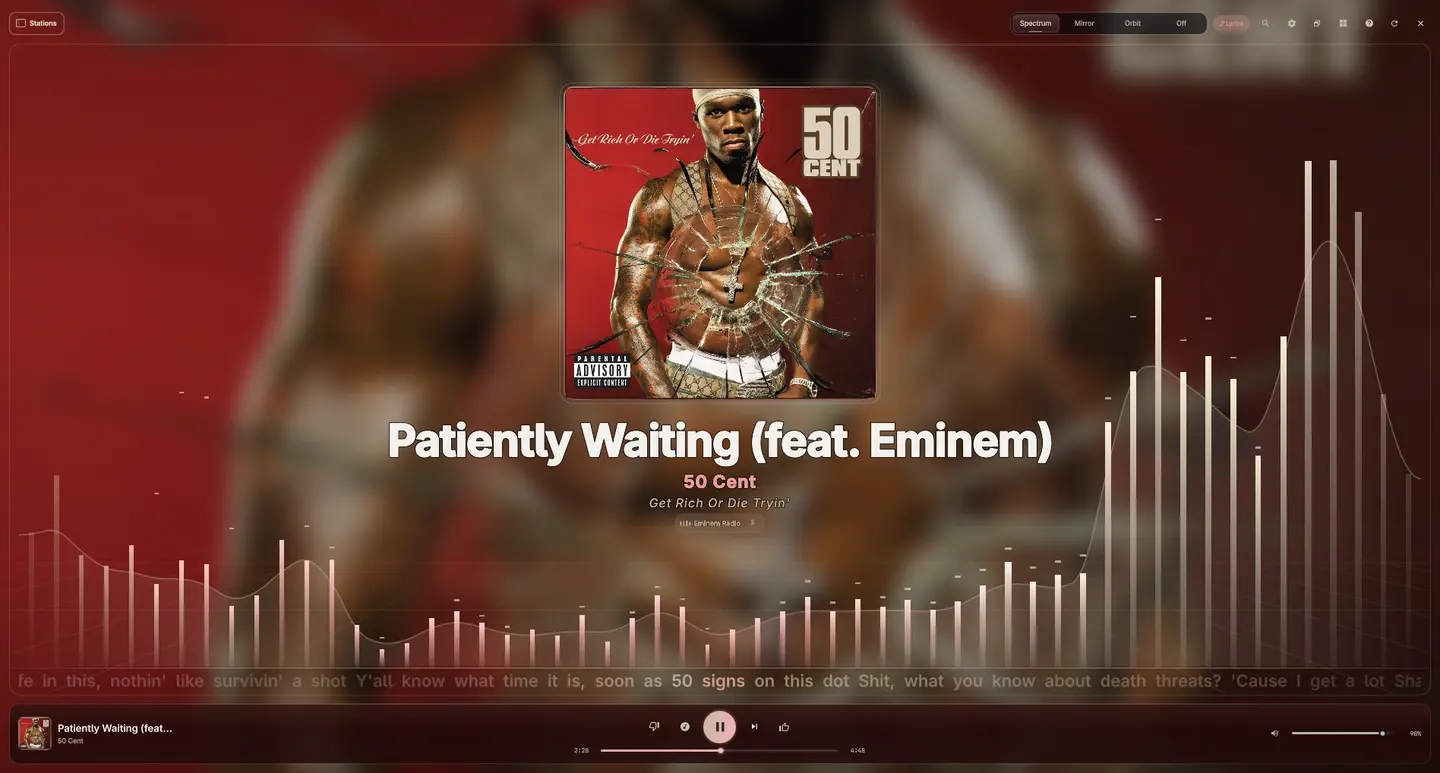 Stations
Spectrum Mirror Orbit Off Lyrics
Get Rich Or Die Tryin'
50
CENT
PARENTAL
ADVISORY
EXPLICIT CONTENT
Patiently Waiting (feat. Eminem)
50 Cent
Get Rich Or Die Tryin'
Eminem Radio
fe in this, nothin' like survivin' a shot Y'all know what time it is, soon as 50 signs on this dot Shit, what you know about death threats? 'Cause I get a lot Sha
Patiently Waiting (feat...
50 Cent
2:28 4:48
98%